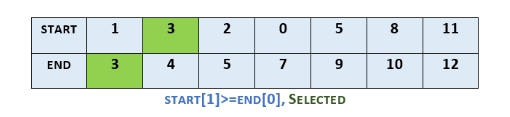 START 1 3 2 0 5 8 11
END 3 4 5 7 9 10 12
START[1]>=END[0], SELECTED